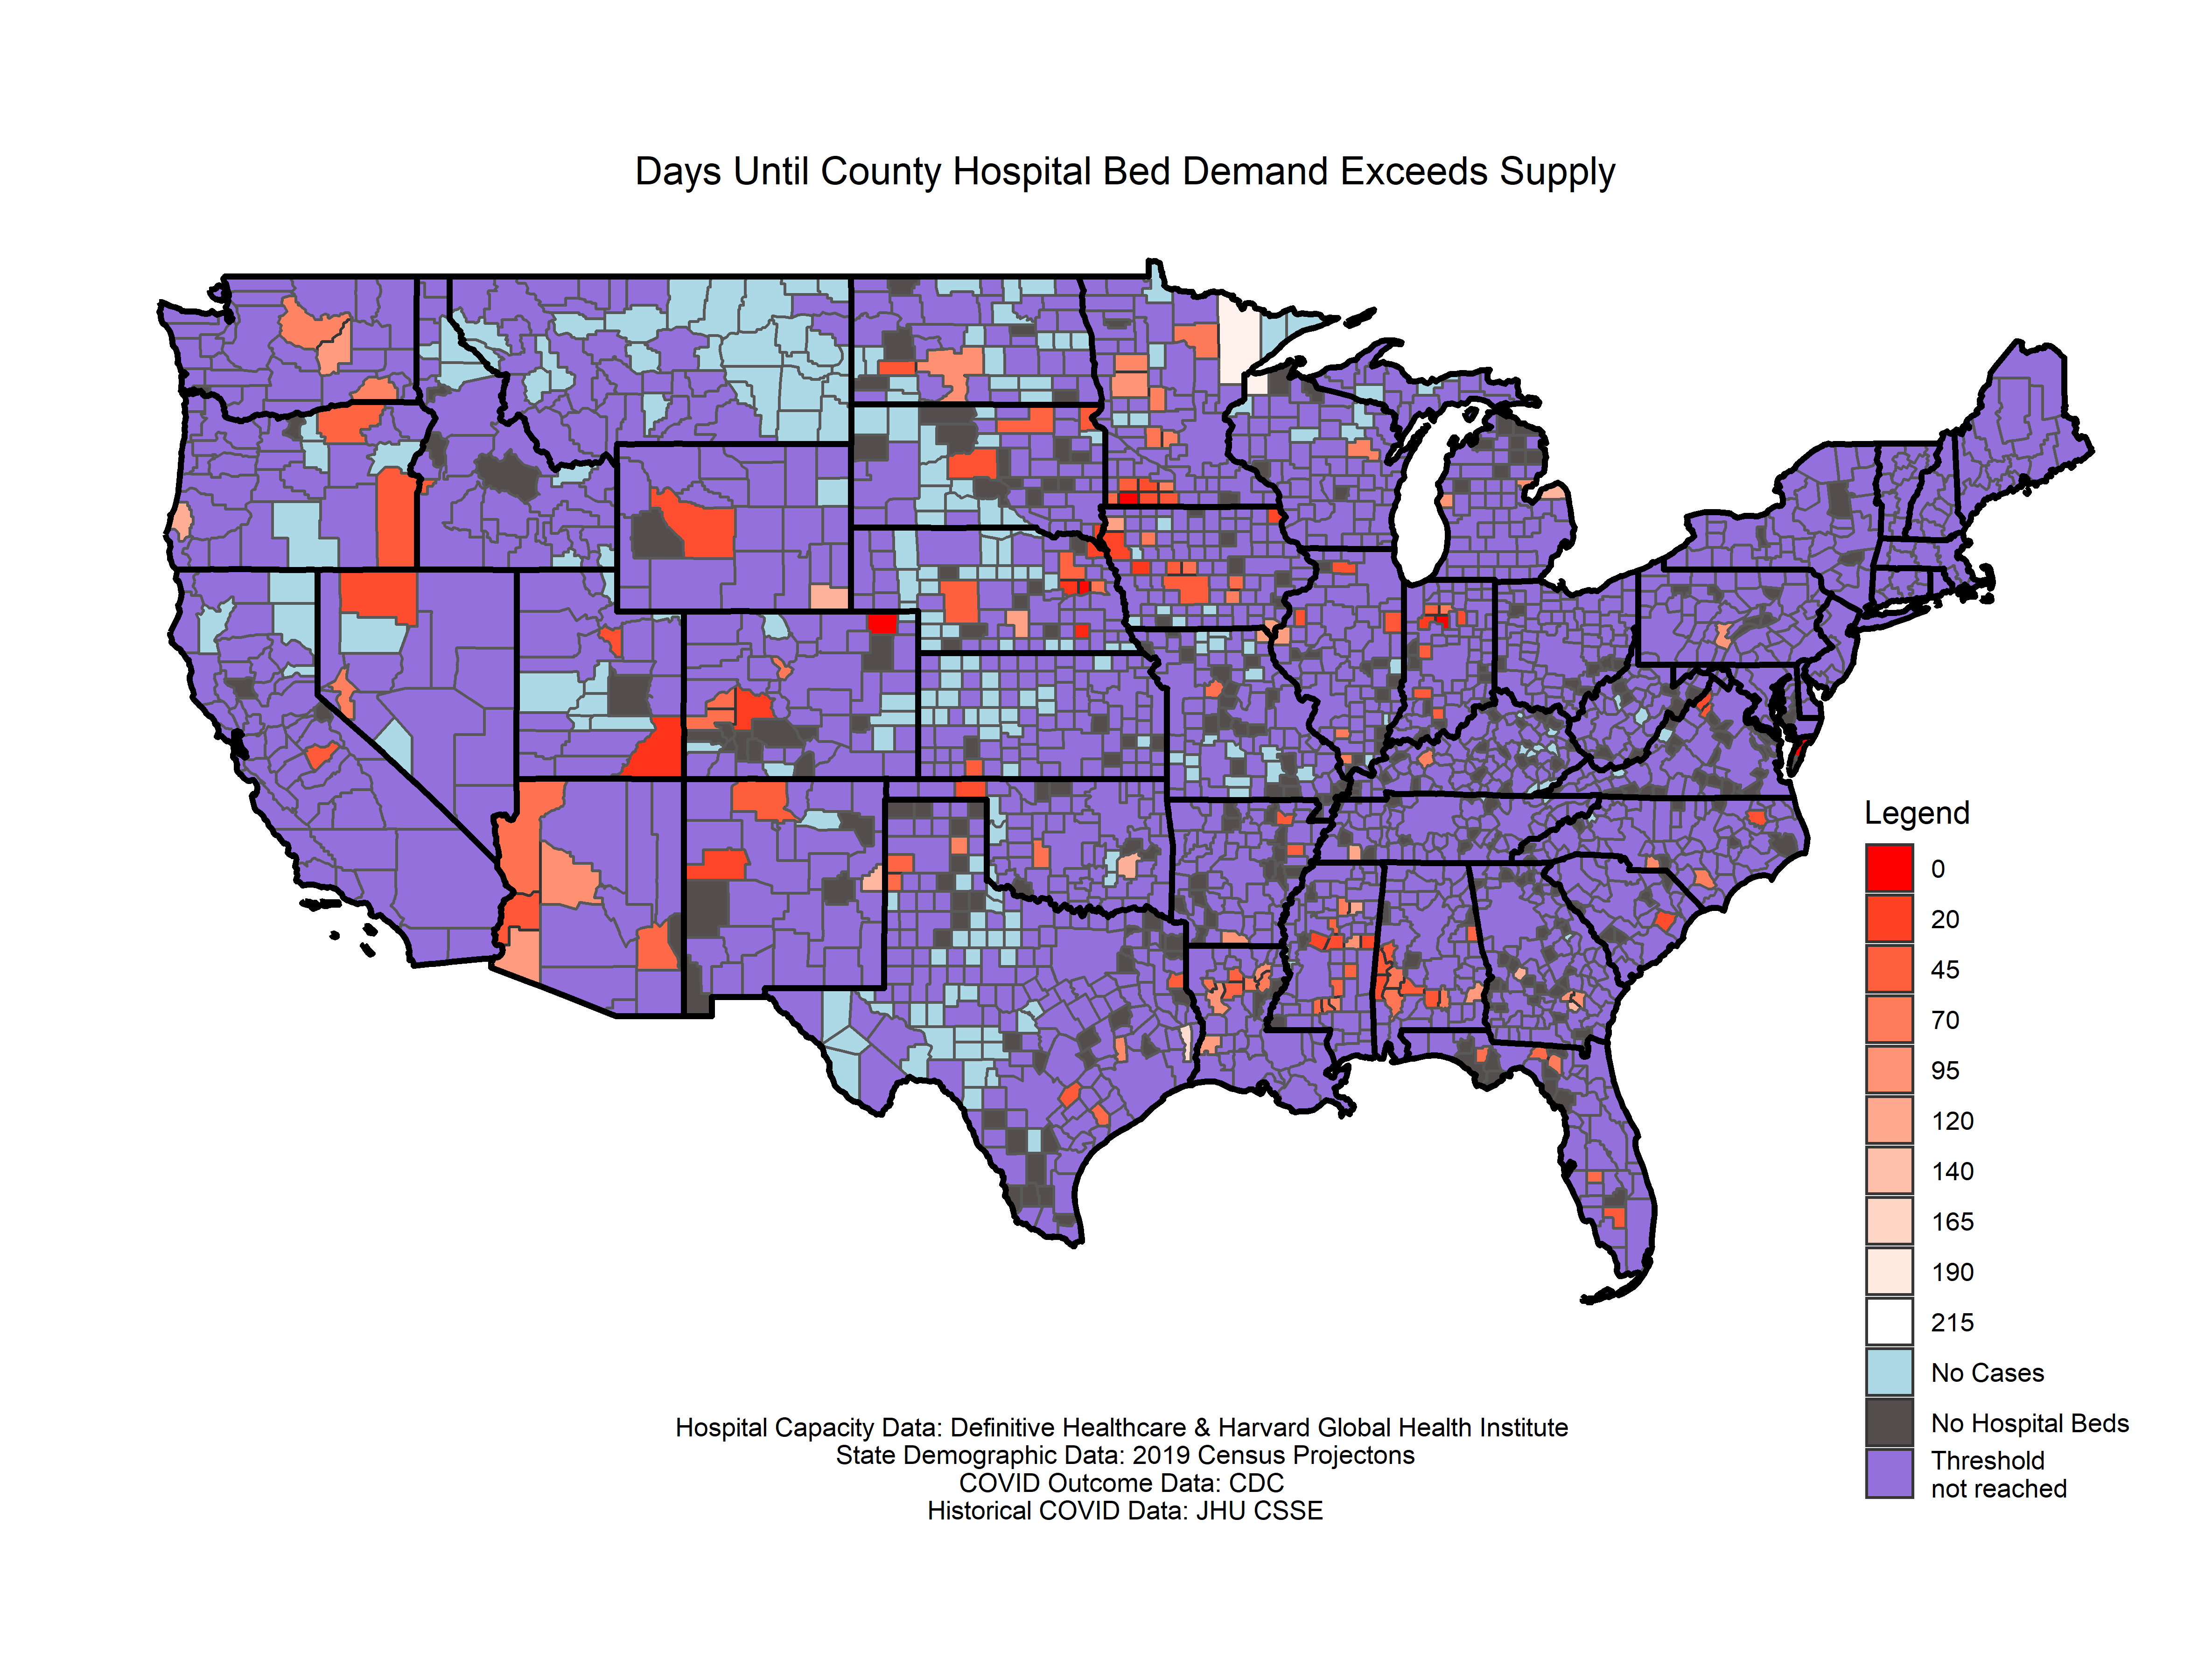 Days Until County Hospital Bed Demand Exceeds Supply
Legend
0
20
45
70
95
120
140
165
190
215
No Cases
No Hospital Beds
Threshold
not reached
Hospital Capacity Data: Definitive Healthcare & Harvard Global Health Institute
State Demographic Data: 2019 Census Projectons
COVID Outcome Data: CDC
Historical COVID Data: JHU CSSE